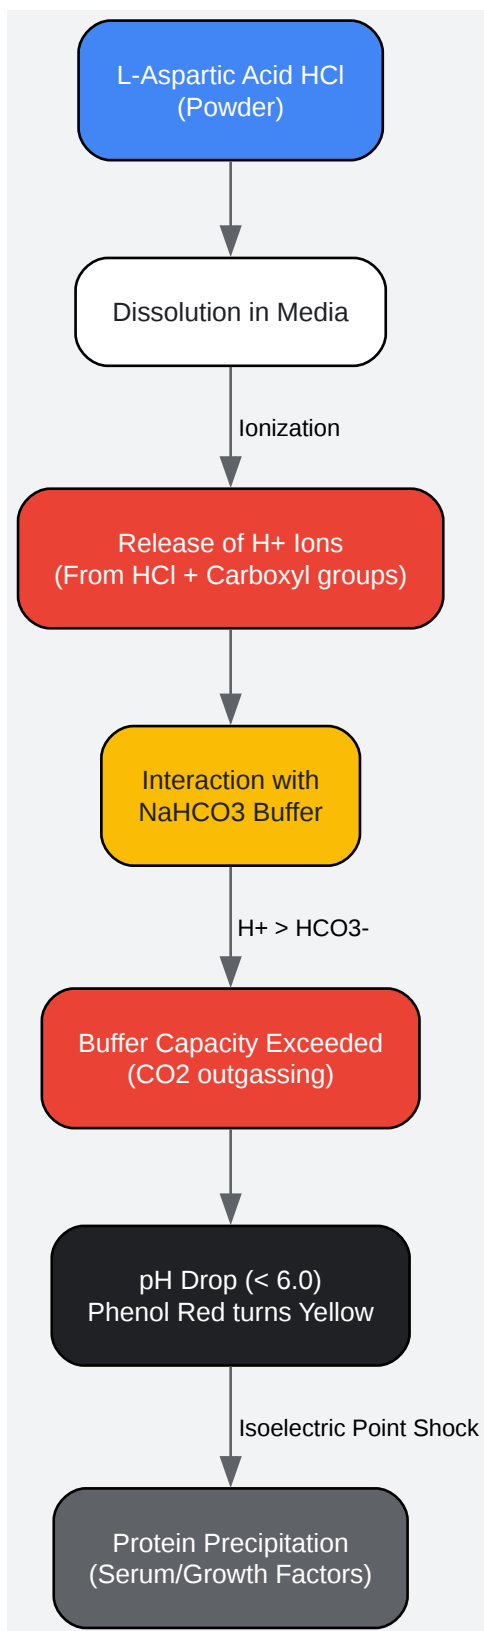 L-Aspartic Acid HCl
(Powder)
Dissolution in Media
Ionization
Release of H+ Ions
(From HCl + Carboxyl groups)
Interaction with
NaHCO3 Buffer
H+ > HCO3-
Buffer Capacity Exceeded
(CO2 outgassing)
pH Drop (< 6.0)
Phenol Red turns Yellow
Isoelectric Point Shock
Protein Precipitation
(Serum/Growth Factors)